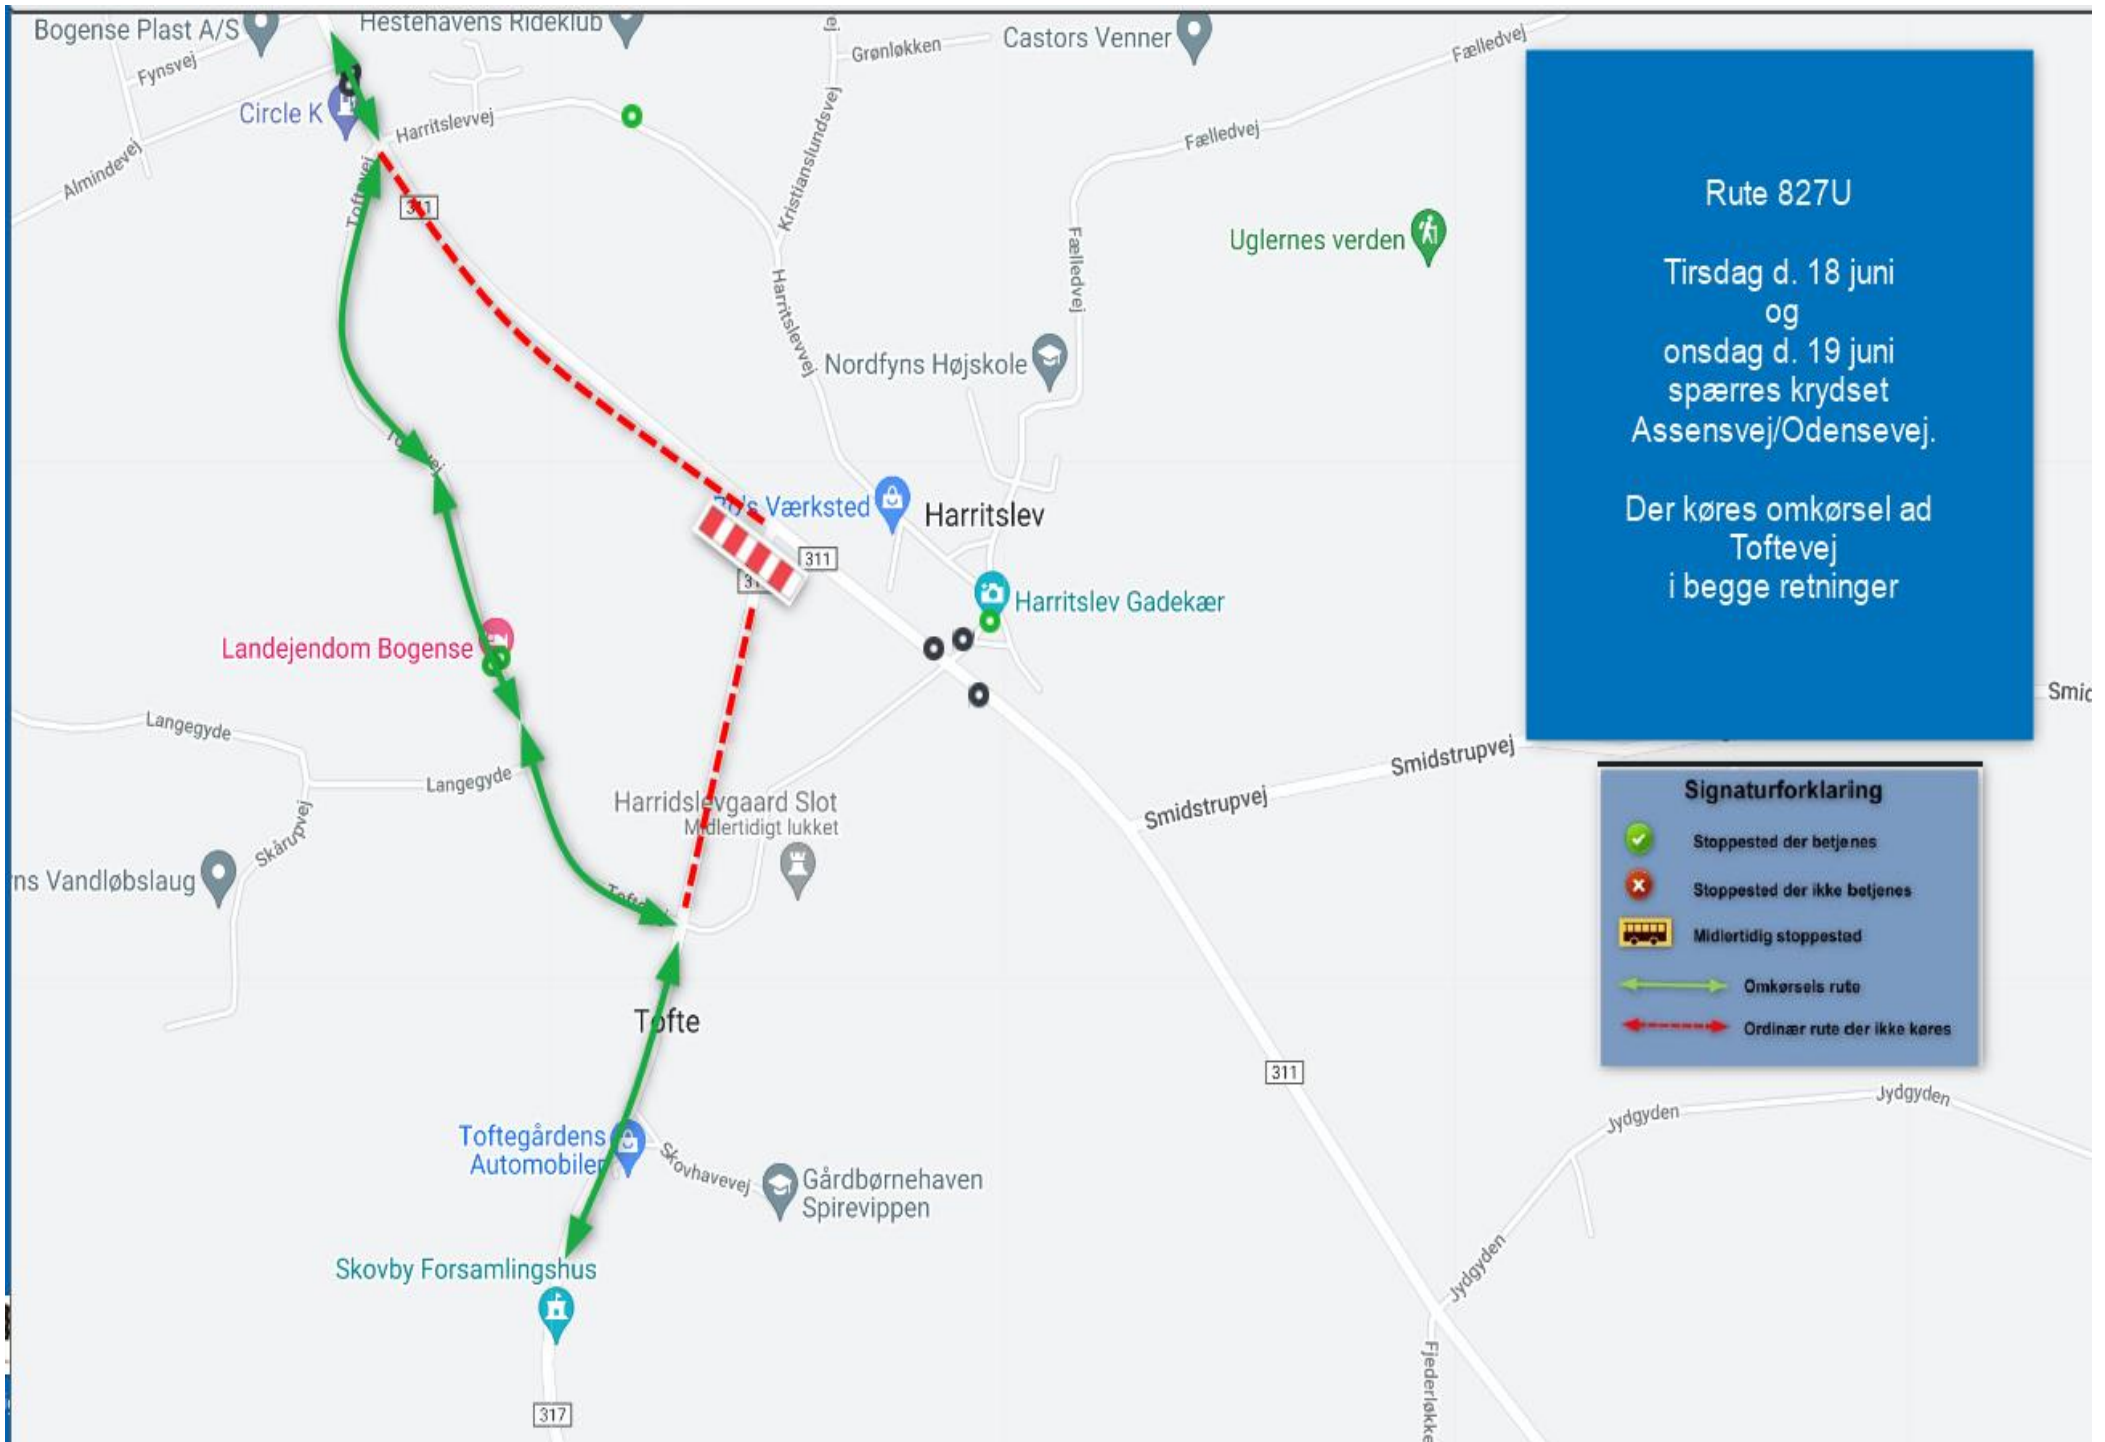 Bogense Plast A/S
Hestehavens Rideklub
Grønløkken
Castors Venner
Fælledvej
Fynsvej
Circle K
Harritslevvej
Kristianslundsvej
Fælledvej
Almindevej
Toftevej
311
Fælledvej
Uglernes verden
Harritslevvej
Nordfyns Højskole
Værksted
Harritslev
311
Harritslev Gadekær
Landejendom Bogense
Langegyde
Langegyde
Skårupvej
Harridslevgaard Slot
Midlertidigt lukket
Smidstrupvej
Smidstrupvej
ns Vandløbslaug
Tofte
311
Toftegårdens
Automobiler
Skovhavevej
Gårdbørnehaven
Spirevippen
Skovby Forsamlingshus
317
Jydgyden
Jydgyden
Jydgyden
Fjederløkke
Smid
Rute 827U
Tirsdag d. 18 juni
og
onsdag d. 19 juni
spærres krydset
Assensvej/Odensevej.
Der køres omkørsel ad
Toftevej
i begge retninger
Signaturforklaring
Stoppested der betjenes
Stoppested der ikke betjenes
Midlertidig stoppested
Omkørsels rute
Ordinær rute der ikke køres